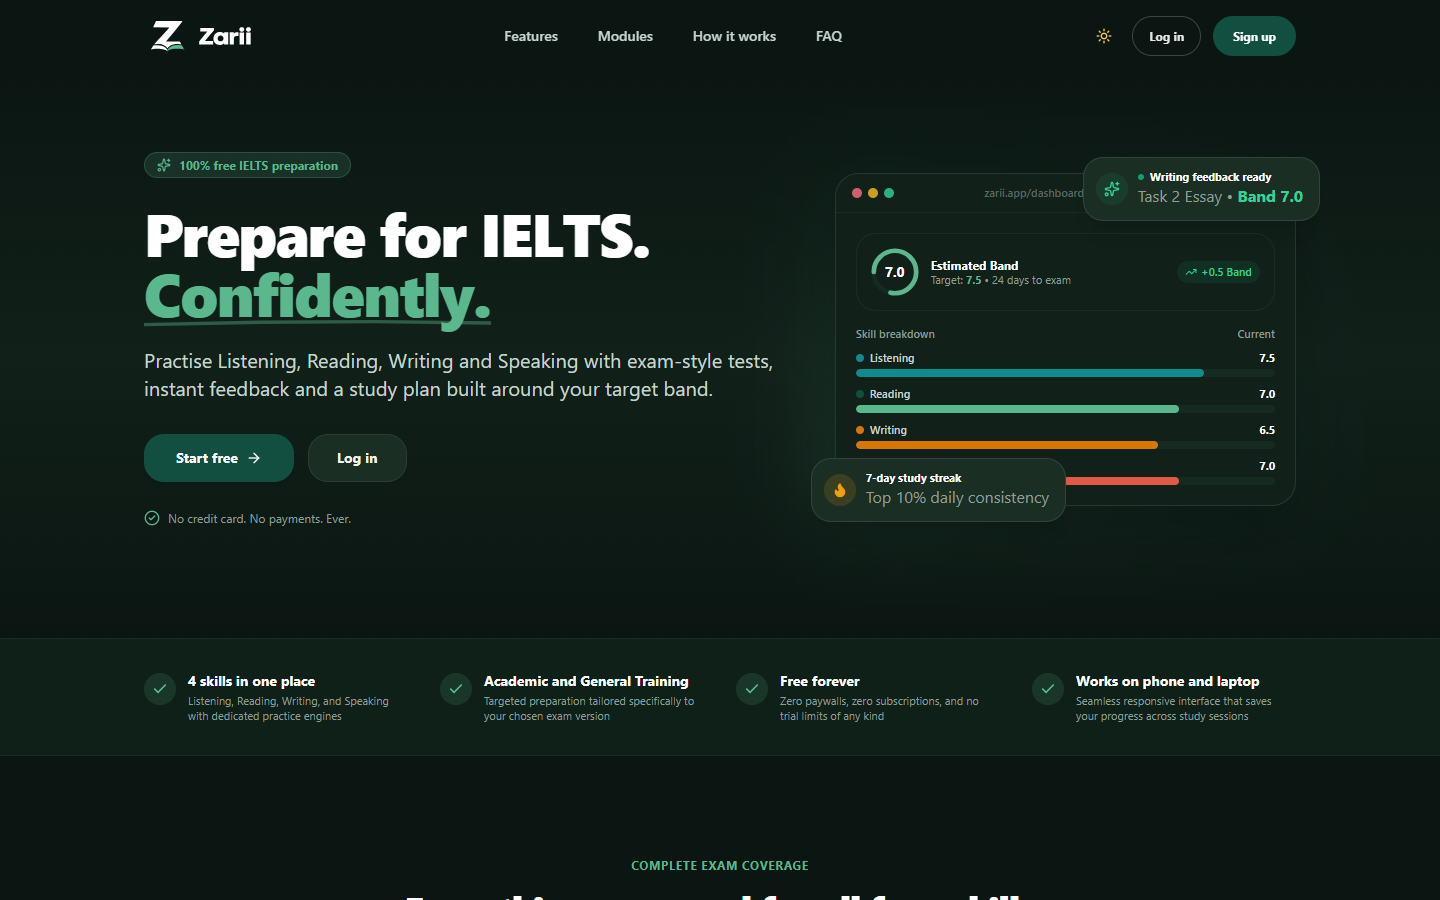 Zarii
Features
Modules
How it works
FAQ
Log in
Sign up
100% free IELTS preparation
Prepare for IELTS.
Confidently.
Practise Listening, Reading, Writing and Speaking with exam-style tests,
instant feedback and a study plan built around your target band.
Start free
Log in
No credit card. No payments. Ever.
zarii.app/dashboard
Writing feedback ready
Task 2 Essay • Band 7.0
7.0
Estimated Band
Target: 7.5 • 24 days to exam
+0.5 Band
Skill breakdown
Current
Listening
7.5
Reading
7.0
Writing
6.5
7.0
7-day study streak
Top 10% daily consistency
4 skills in one place
Listening, Reading, Writing, and Speaking
with dedicated practice engines
Academic and General Training
Targeted preparation tailored specifically to
your chosen exam version
Free forever
Zero paywalls, zero subscriptions, and no
trial limits of any kind
Works on phone and laptop
Seamless responsive interface that saves
your progress across study sessions
COMPLETE EXAM COVERAGE